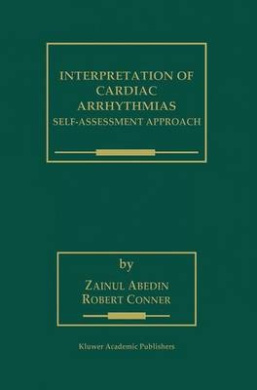 INTERPRETATION OF
CARDIAC
ARRHYTHMIAS
SELF-ASSESSMENT APPROACH
by
ZAINUL ABEDIN
ROBERT CONNER
Kluwer Academic Publishers